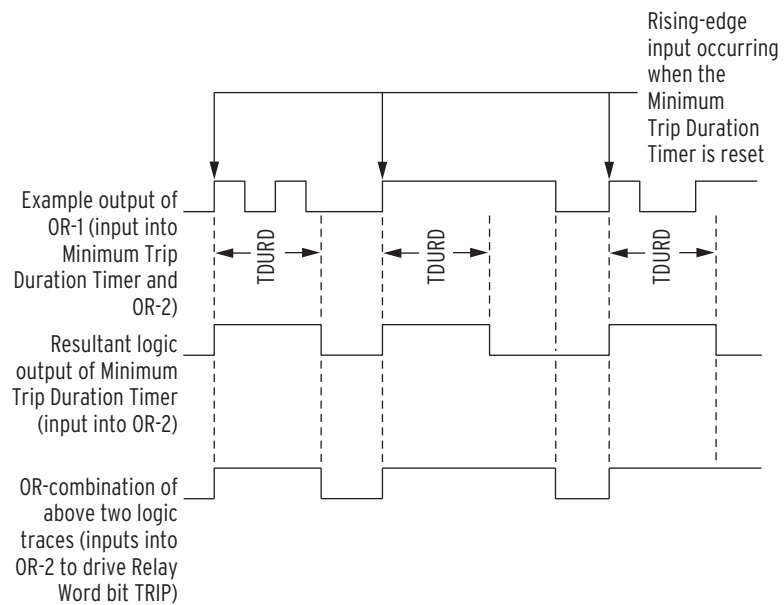 Rising-edge
input occurring
when the
Minimum
Trip Duration
Timer is reset
Example output of
OR-1 (input into
Minimum Trip
Duration Timer and
OR-2)
TDURD
TDURD
TDURD
Resultant logic
output of Minimum
Trip Duration Timer
(input into OR-2)
OR-combination of
above two logic
traces (inputs into
OR-2 to drive Relay
Word bit TRIP)